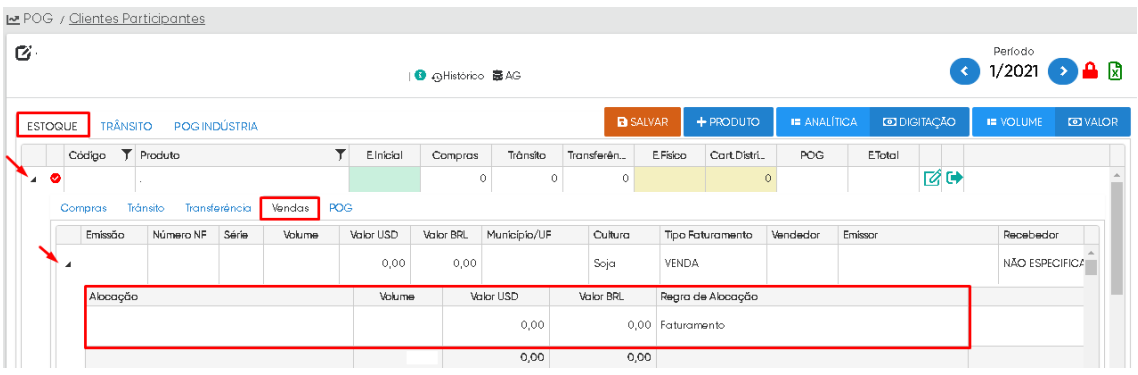 POG / Clientes Participantes
Histórico AG
Período
1/2021
ESTOQUE TRÂNSITO POG INDÚSTRIA SALVAR + PRODUTO ANALÍTICA DIGITAÇÃO VOLUME VALOR
Código Produto E.Inicial Compras Trânsito Transferên... E.Físico Cart.Distri... POG E.Total
. 0 0 0 0
Compras Trânsito Transferência Vendas POG
Emissão Número NF Série Volume Valor USD Valor BRL Município/UF Cultura Tipo Faturamento Vendedor Emissor Recebedor
0,00 0,00 Soja VENDA NÃO ESPECIFICA
Alocação Volume Valor USD Valor BRL Regra de Alocação
0,00 0,00 Faturamento
0,00 0,00